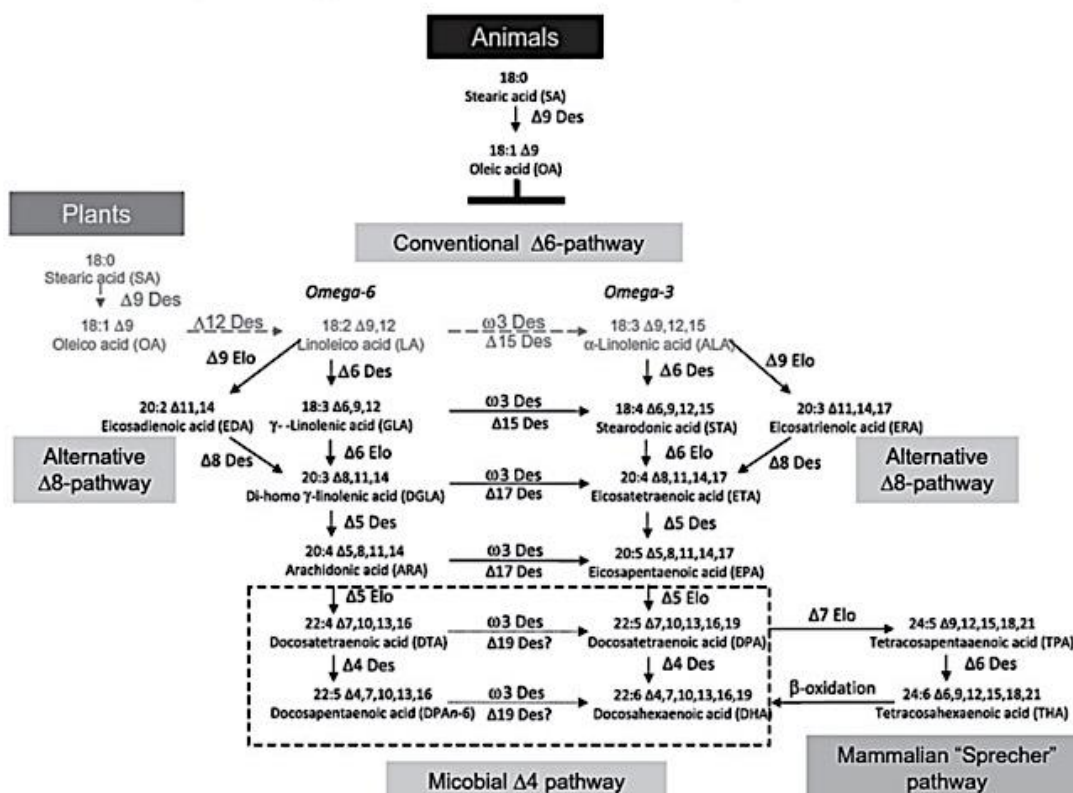 Animals
18:0
Stearic acid (SA)
Δ9 Des
18:1 Δ9
Oleic acid (OA)
Plants
Conventional Δ6-pathway
18:0
Stearic acid (SA)
Δ9 Des
Omega-6
Omega-3
18:1 Δ9
Oleico acid (OA)
Δ12 Des
18:2 Δ9,12
Linoleico acid (LA)
ω3 Des
Δ15 Des
18:3 Δ9,12,15
α-Linolenic acid (ALA)
Δ9 Elo
Δ6 Des
Δ6 Des
Δ9 Elo
20:2 Δ11,14
Eicosadienoic acid (EDA)
18:3 Δ6,9,12
γ- -Linolenic acid (GLA)
ω3 Des
Δ15 Des
18:4 Δ6,9,12,15
Stearodonic acid (STA)
20:3 Δ11,14,17
Eicosatrienoic acid (ERA)
Alternative
Δ8-pathway
Δ8 Des
Δ6 Elo
Δ6 Elo
Δ8 Des
Alternative
Δ8-pathway
20:3 Δ8,11,14
Di-homo γ-linolenic acid (DGLA)
ω3 Des
Δ17 Des
20:4 Δ8,11,14,17
Eicosatetraenoic acid (ETA)
Δ5 Des
Δ5 Des
20:4 Δ5,8,11,14
Arachidonic acid (ARA)
ω3 Des
Δ17 Des
20:5 Δ5,8,11,14,17
Eicosapentaenoic acid (EPA)
Δ5 Elo
Δ5 Elo
22:4 Δ7,10,13,16
Docosatetraenoic acid (DTA)
ω3 Des
Δ19 Des?
22:5 Δ7,10,13,16,19
Docosatetraenoic acid (DPA)
Δ7 Elo
24:5 Δ9,12,15,18,21
Tetracosapentaaenoic acid (TPA)
Δ4 Des
Δ4 Des
Δ6 Des
22:5 Δ4,7,10,13,16
Docosapentaenoic acid (DPAn-6)
ω3 Des
Δ19 Des?
22:6 Δ4,7,10,13,16,19
Docosahexaenoic acid (DHA)
β-oxidation
24:6 Δ6,9,12,15,18,21
Tetracosahexaenoic acid (THA)
Micobial Δ4 pathway
Mammalian “Sprecher”
pathway